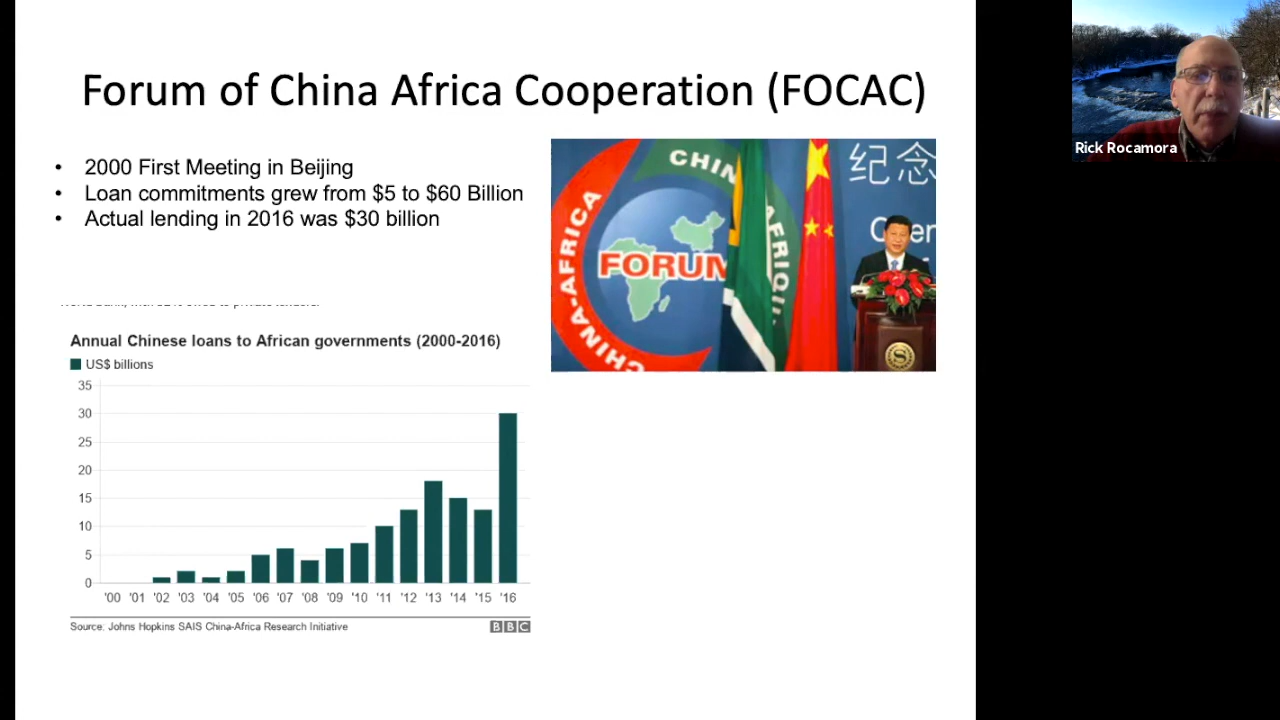 Forum of China Africa Cooperation (FOCAC)
• 2000 First Meeting in Beijing
• Loan commitments grew from $5 to $60 Billion
• Actual lending in 2016 was $30 billion
CHINA-AFRICA
FORUM
CHIN
AFRIQUE
纪念
Annual Chinese loans to African governments (2000-2016)
US$ billions
35
30
25
20
15
10
5
0
'00 '01 '02 '03 '04 '05 '06 '07 '08 '09 '10 '11 '12 '13 '14 '15 '16
Source: Johns Hopkins SAIS China-Africa Research Initiative
BBC
Rick Rocamora